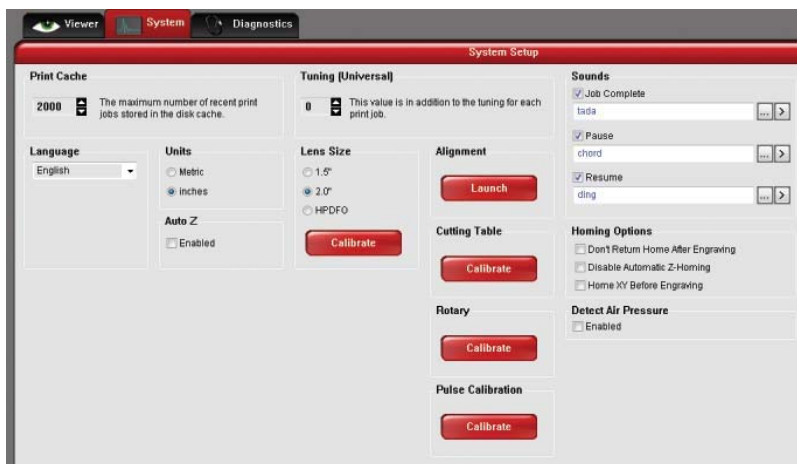 Viewer
System
Diagnostics
System Setup
Print Cache
2000
The maximum number of recent print
jobs stored in the disk cache.
Tuning (Universal)
0
This value is in addition to the tuning for each
print job.
Sounds
Job Complete
tada
... >
Pause
chord
... >
Resume
ding
... >
Language
English
Units
Metric
inches
Auto Z
Enabled
Lens Size
1.5"
2.0"
HPDFO
Calibrate
Alignment
Launch
Cutting Table
Calibrate
Rotary
Calibrate
Pulse Calibration
Calibrate
Homing Options
Don't Return Home After Engraving
Disable Automatic Z-Homing
Home XY Before Engraving
Detect Air Pressure
Enabled